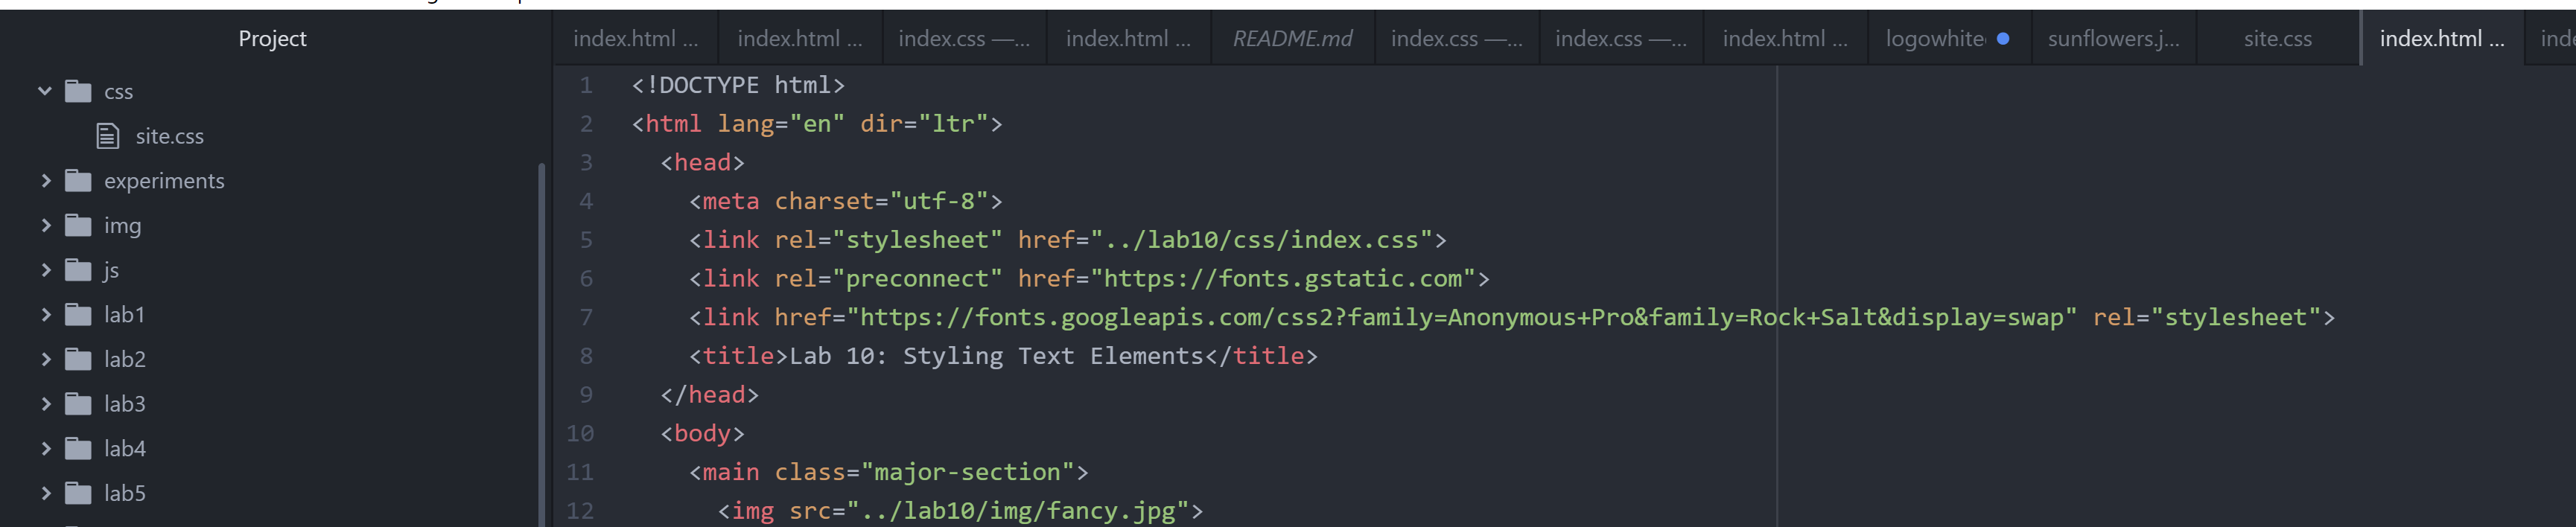 Project
css
site.css
experiments
img
js
lab1
lab2
lab3
lab4
lab5
index.html ... index.html ... index.css —... index.html ... README.md index.css —... index.css —... index.html ... logowhite sunflowers.j... site.css index.html ... inde
1 <!DOCTYPE html>
2 <html lang="en" dir="ltr">
3 <head>
4 <meta charset="utf-8">
5 <link rel="stylesheet" href="../lab10/css/index.css">
6 <link rel="preconnect" href="https://fonts.gstatic.com">
7 <link href="https://fonts.googleapis.com/css2?family=Anonymous+Pro&family=Rock+Salt&display=swap" rel="stylesheet">
8 <title>Lab 10: Styling Text Elements</title>
9 </head>
10 <body>
11 <main class="major-section">
12 <img src="../lab10/img/fancy.jpg">